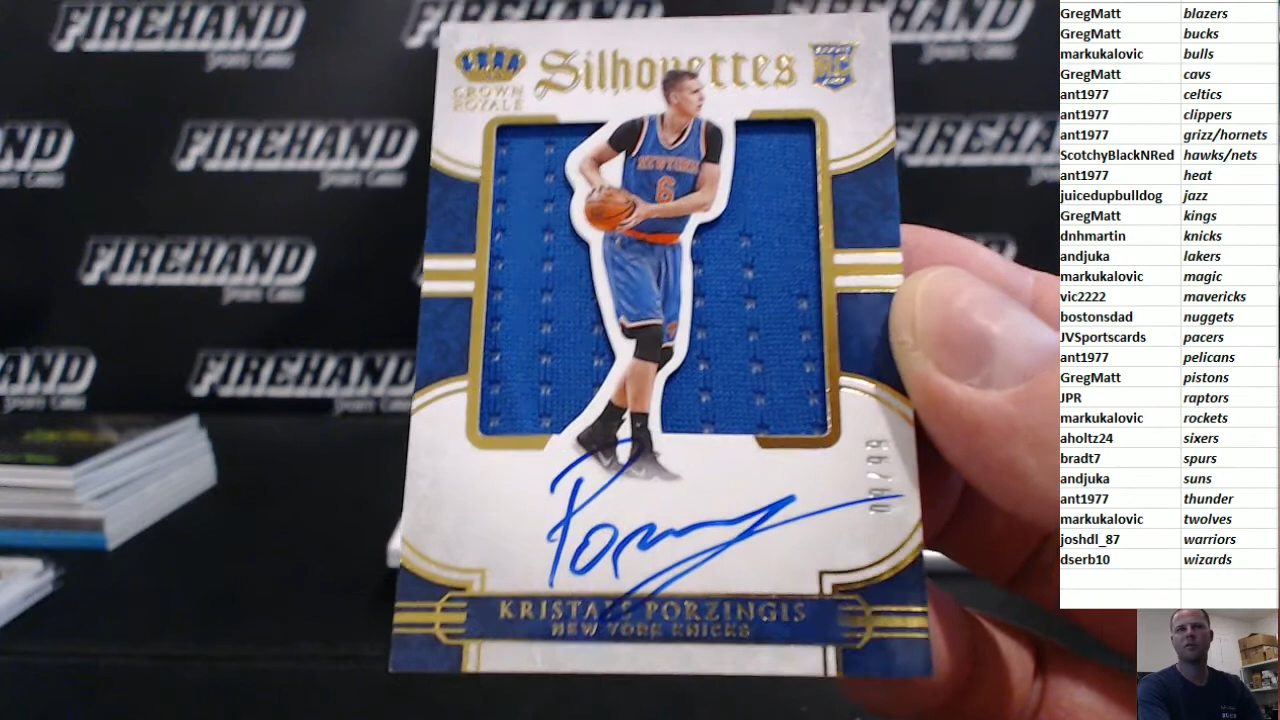 FIREHAND
SPORTS CARDS
FIREHAND
FIREHAND
SPORTS CARDS
FIREHAND
FIREHAND
SPORTS CARDS
FIREHAND
SPORTS CARDS
CROWN
ROYALE
Silhouettes
RC
NEW YORK
6
09/99
Porzingis
KRISTAPS PORZINGIS
NEW YORK KNICKS
GregMatt blazers
GregMatt bucks
markukalovic bulls
GregMatt cavs
ant1977 celtics
ant1977 clippers
ant1977 grizz/hornets
ScotchyBlackNRed hawks/nets
ant1977 heat
juicedupbulldog jazz
GregMatt kings
dnhmartin knicks
andjuka lakers
markukalovic magic
vic2222 mavericks
bostonsdad nuggets
JVSportscards pacers
ant1977 pelicans
GregMatt pistons
JPR raptors
markukalovic rockets
aholtz24 sixers
bradt7 spurs
andjuka suns
ant1977 thunder
markukalovic twolves
joshdl_87 warriors
dserb10 wizards